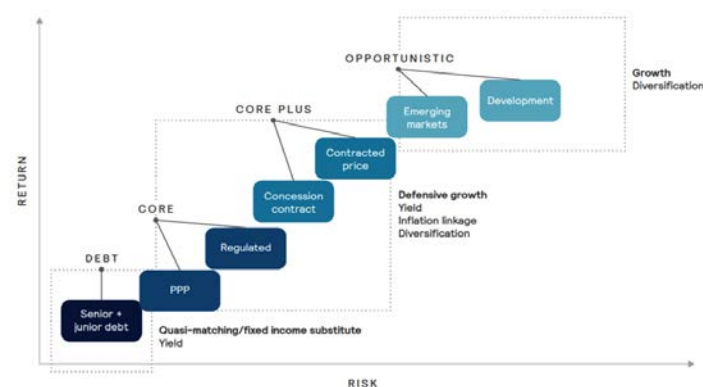 OPPORTUNISTIC
Growth
Diversification
Emerging
markets
Development
CORE PLUS
Contracted
price
Concession
contract
Defensive growth
Yield
Inflation linkage
Diversification
CORE
Regulated
DEBT
PPP
Senior +
junior debt
Quasi-matching/fixed income substitute
Yield
RETURN
RISK